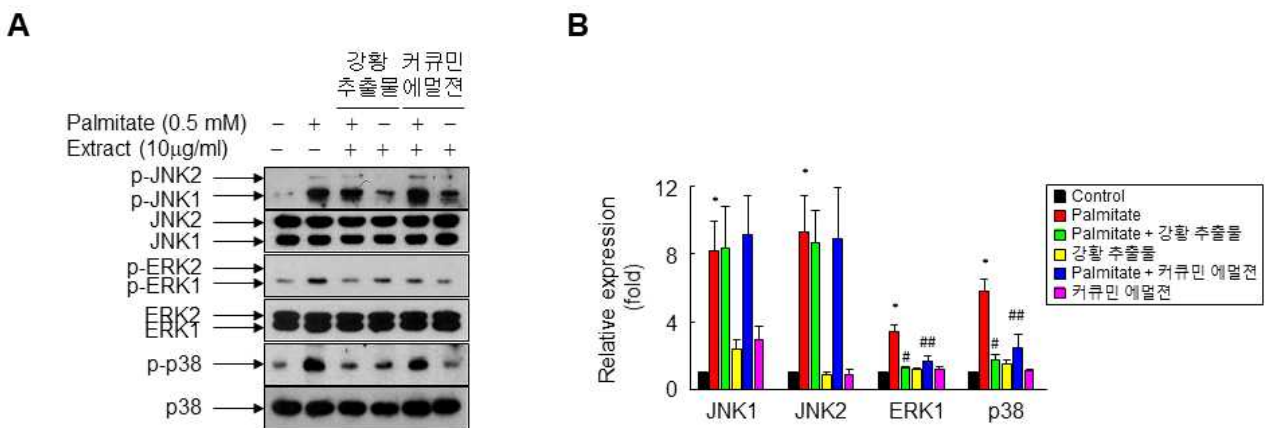 A
강황 커큐민
추출물 에멀젼
Palmitate (0.5 mM) − + + − + −
Extract (10μg/ml) − − + + + +
p-JNK2
p-JNK1
JNK2
JNK1
p-ERK2
p-ERK1
ERK2
ERK1
p-p38
p38
B
Relative expression
(fold)
12
8
4
0
* * * # ## * # ##
JNK1 JNK2 ERK1 p38
Control
Palmitate
Palmitate + 강황 추출물
강황 추출물
Palmitate + 커큐민 에멀젼
커큐민 에멀젼